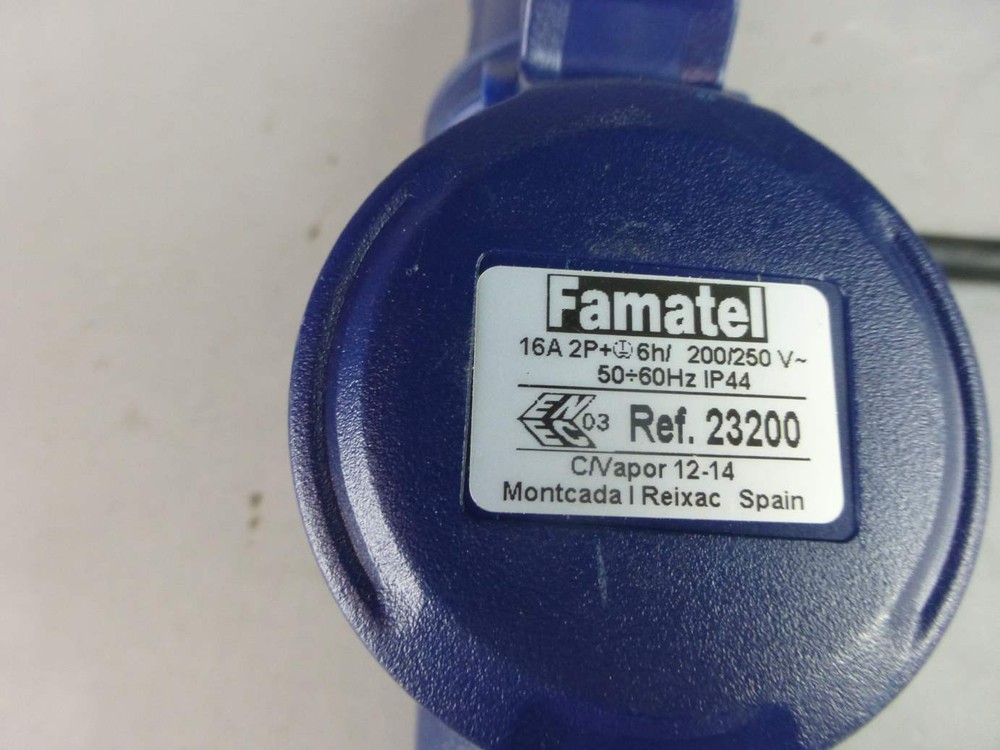 Famatel
16A 2P+⏚ 6h/ 200/250 V~
50÷60Hz IP44
ENEC 03 Ref. 23200
C/Vapor 12-14
Montcada I Reixac Spain